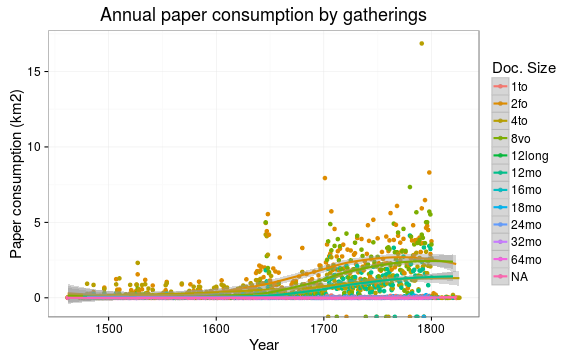 Annual paper consumption by gatherings
Paper consumption (km2)
15
10
5
0
1500
1600
1700
1800
Year
Doc. Size
1to
2fo
4to
8vo
12long
12mo
16mo
18mo
24mo
32mo
64mo
NA